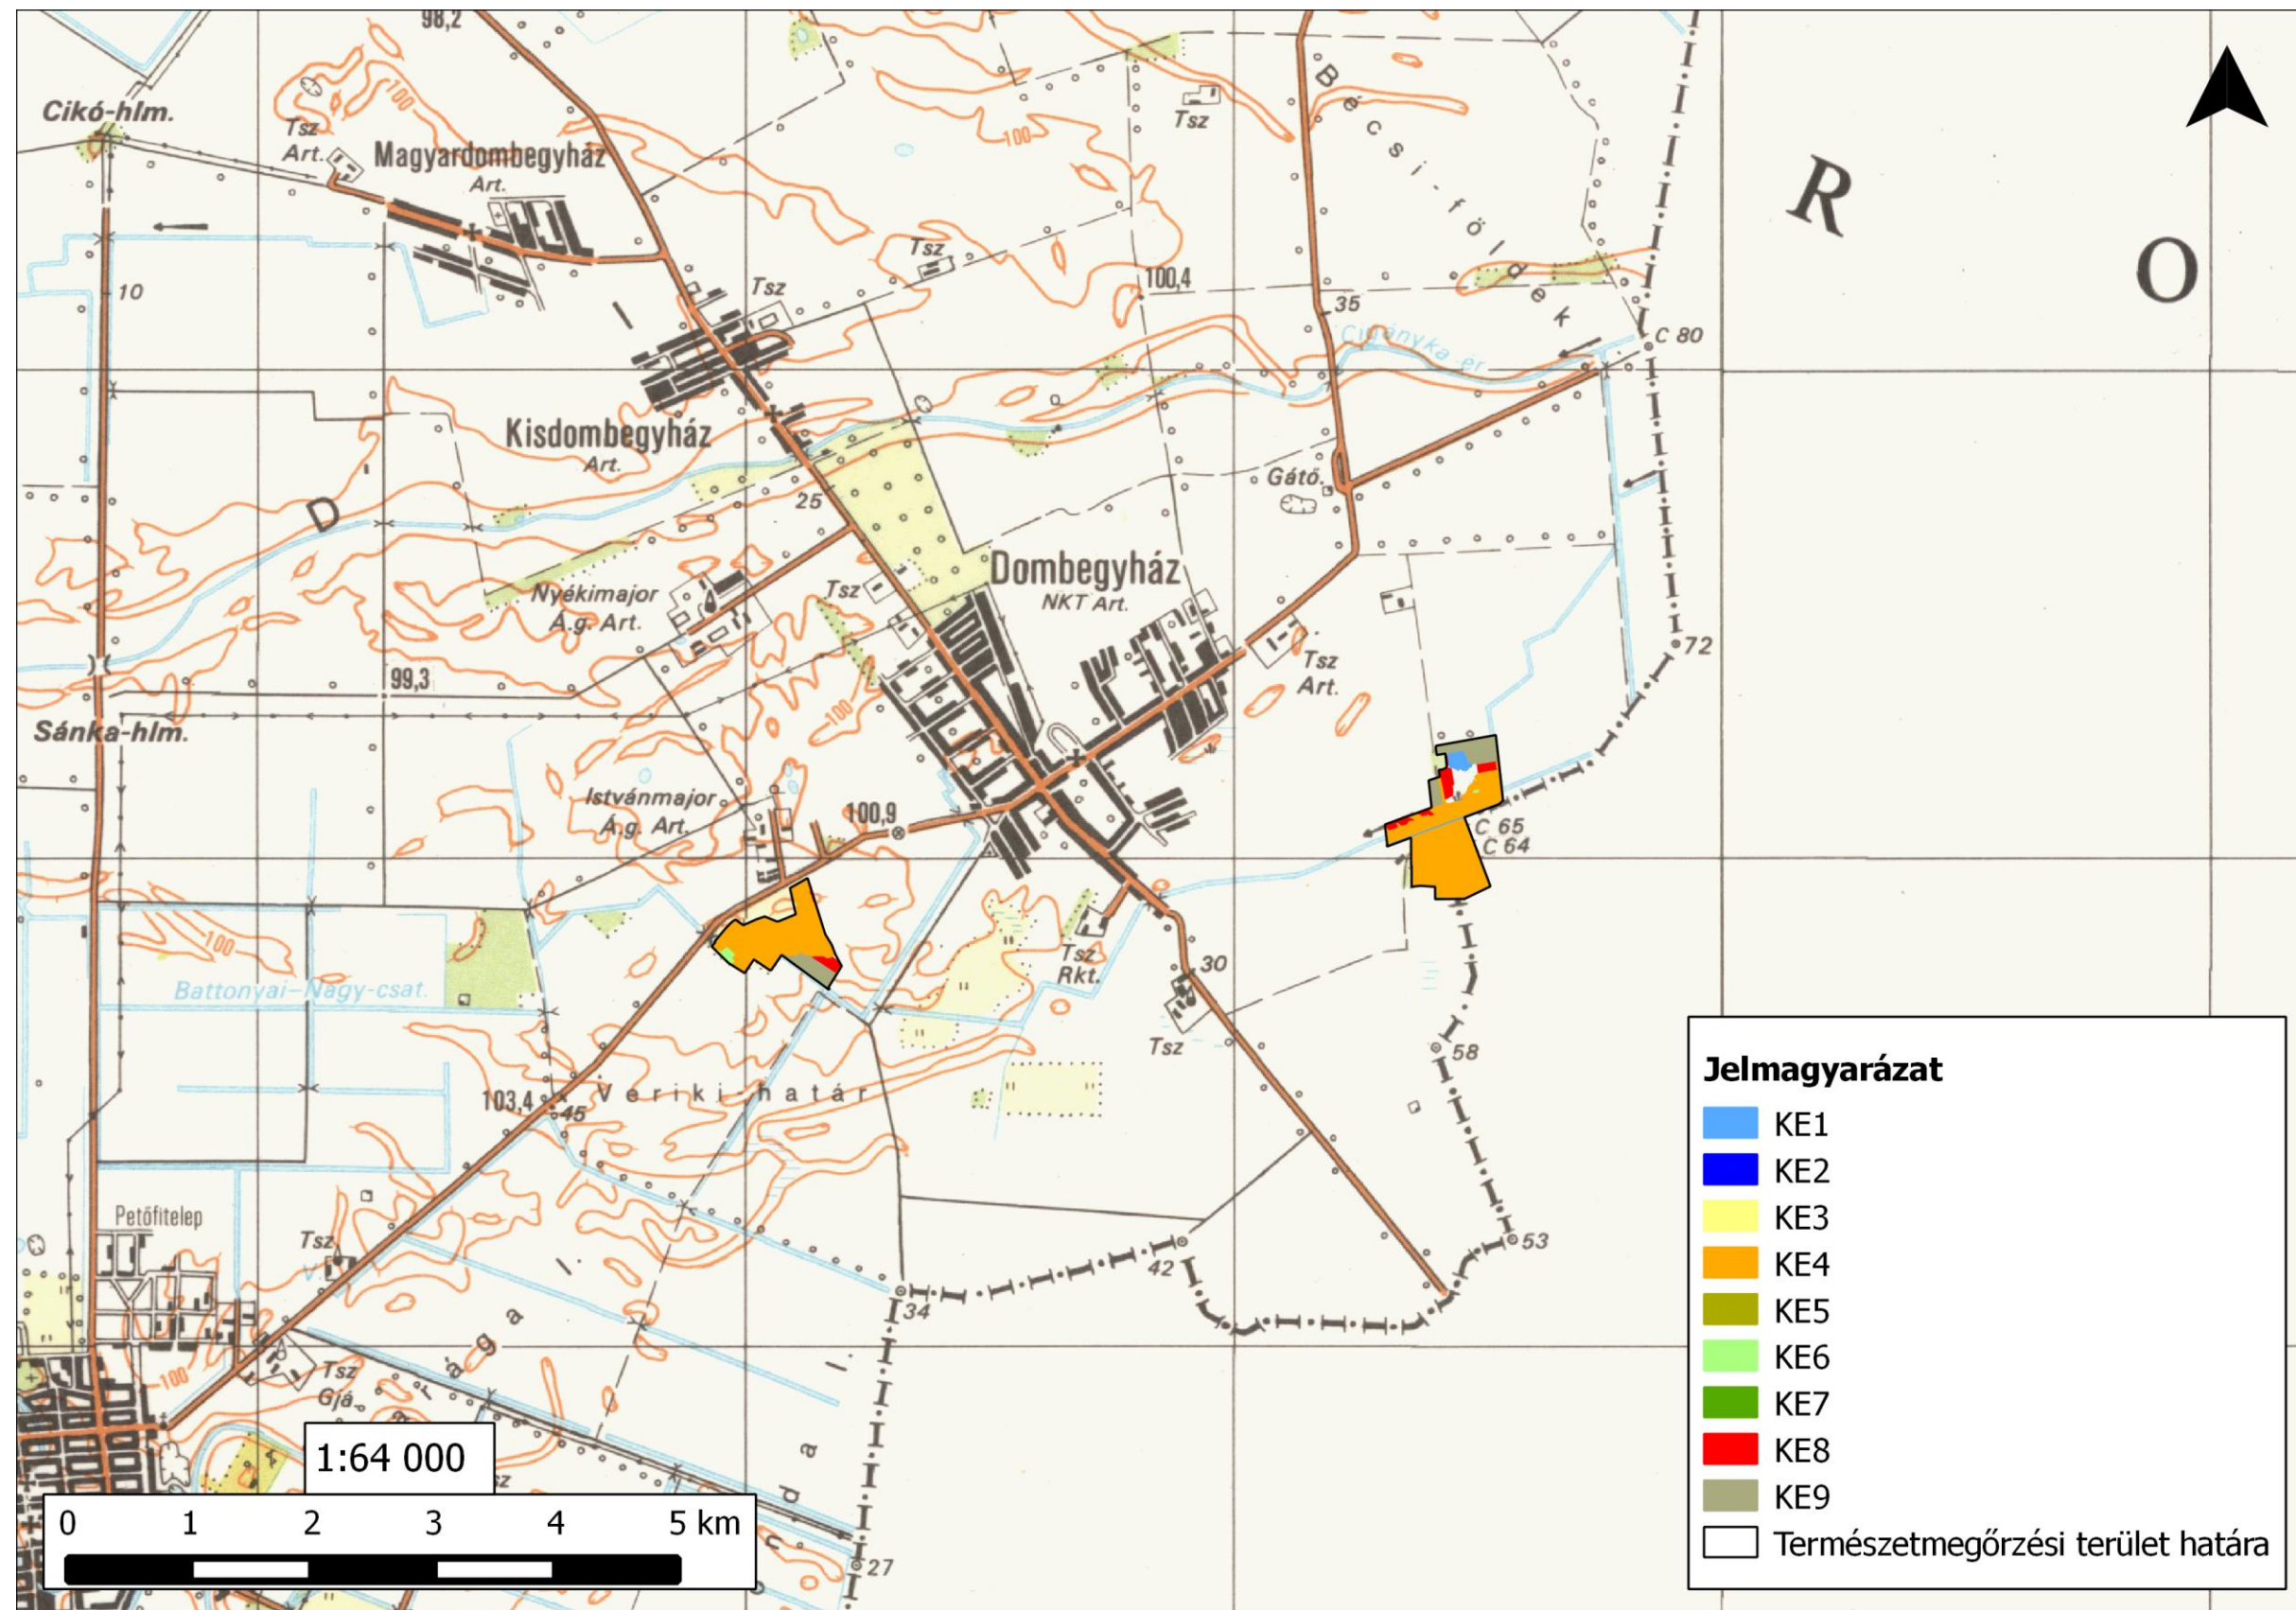 98,2
Cikó-hlm.
Tsz
Art.
Magyardombegyház
Art.
100
100
Tsz
Bécsi-földek
R
O
10
Tsz
Tsz
100,4
35
Cigányka-ér
C 80
Kisdombegyház
Art.
25
D
Gátő.
Dombegyház
NKT Art.
Nyékimajor
Á.g. Art.
Tsz
72
Tsz
Art.
99,3
100
Sánka-hlm.
Istvánmajor
Á.g. Art.
100,9
C 65
C 64
100
Battonyai-Nagy-csat.
Tsz
Rkt.
30
Tsz
58
103,4
45
Veriki-határ
Petőfitelep
Tsz
53
42
34
100
Tsz
Gjá.
27
1:64 000
0 1 2 3 4 5 km
Jelmagyarázat
KE1
KE2
KE3
KE4
KE5
KE6
KE7
KE8
KE9
Természetmegőrzési terület határa